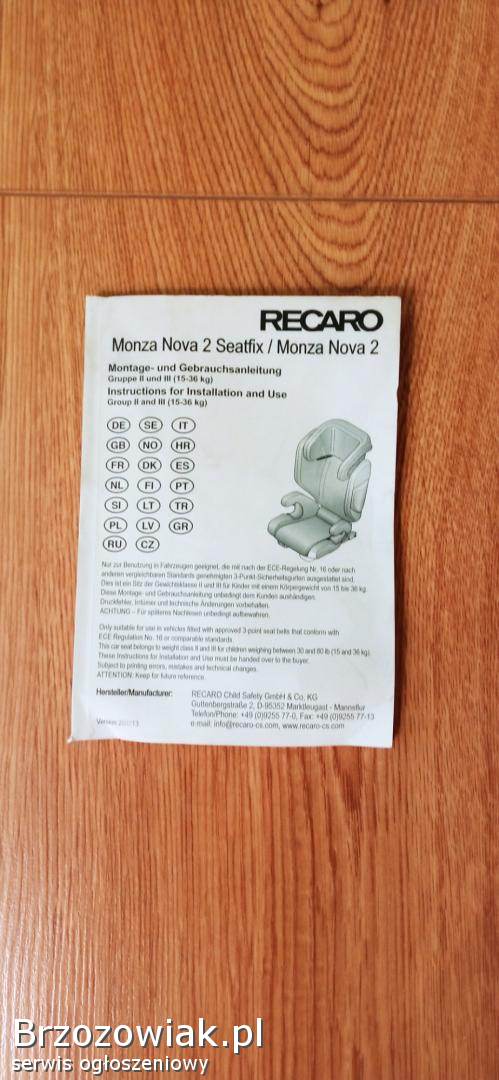 RECARO
Monza Nova 2 Seatfix / Monza Nova 2
Montage- und Gebrauchsanleitung
Gruppe II und III (15-36 kg)
Instructions for Installation and Use
Group II and III (15-36 kg)
DE SE IT
GB NO HR
FR DK ES
NL FI PT
SI LT TR
PL LV GR
RU CZ
Nur zur Benutzung in Fahrzeugen geeignet, die mit nach der ECE-Regelung Nr. 16 oder nach
anderen vergleichbaren Standards genehmigten 3-Punkt-Sicherheitsgurten ausgestattet sind.
Dies ist ein Sitz der Gewichtsklasse II und III für Kinder mit einem Körpergewicht von 15 bis 36 kg.
Diese Montage- und Gebrauchsanleitung unbedingt dem Kunden aushändigen.
Druckfehler, Irrtümer und technische Änderungen vorbehalten.
ACHTUNG – Für späteres Nachlesen unbedingt aufbewahren.
Only suitable for use in vehicles fitted with approved 3-point seat belts that conform with
ECE Regulation No. 16 or comparable standards.
This car seat belongs to weight class II and III for children weighing between 30 and 80 lb (15 and 36 kg).
These Instructions for Installation and Use must be handed over to the buyer.
Subject to printing errors, mistakes and technical changes.
ATTENTION: Keep for future reference.
Hersteller/Manufacturer: RECARO Child Safety GmbH & Co. KG
Guttenbergstraße 2, D-95352 Marktleugast - Mannsflur
Telefon/Phone: +49 (0)9255 77-0, Fax: +49 (0)9255 77-13
e-mail: info@recaro-cs.com, www.recaro-cs.com
Version
Brzozowiak.pl
serwis ogłoszeniowy